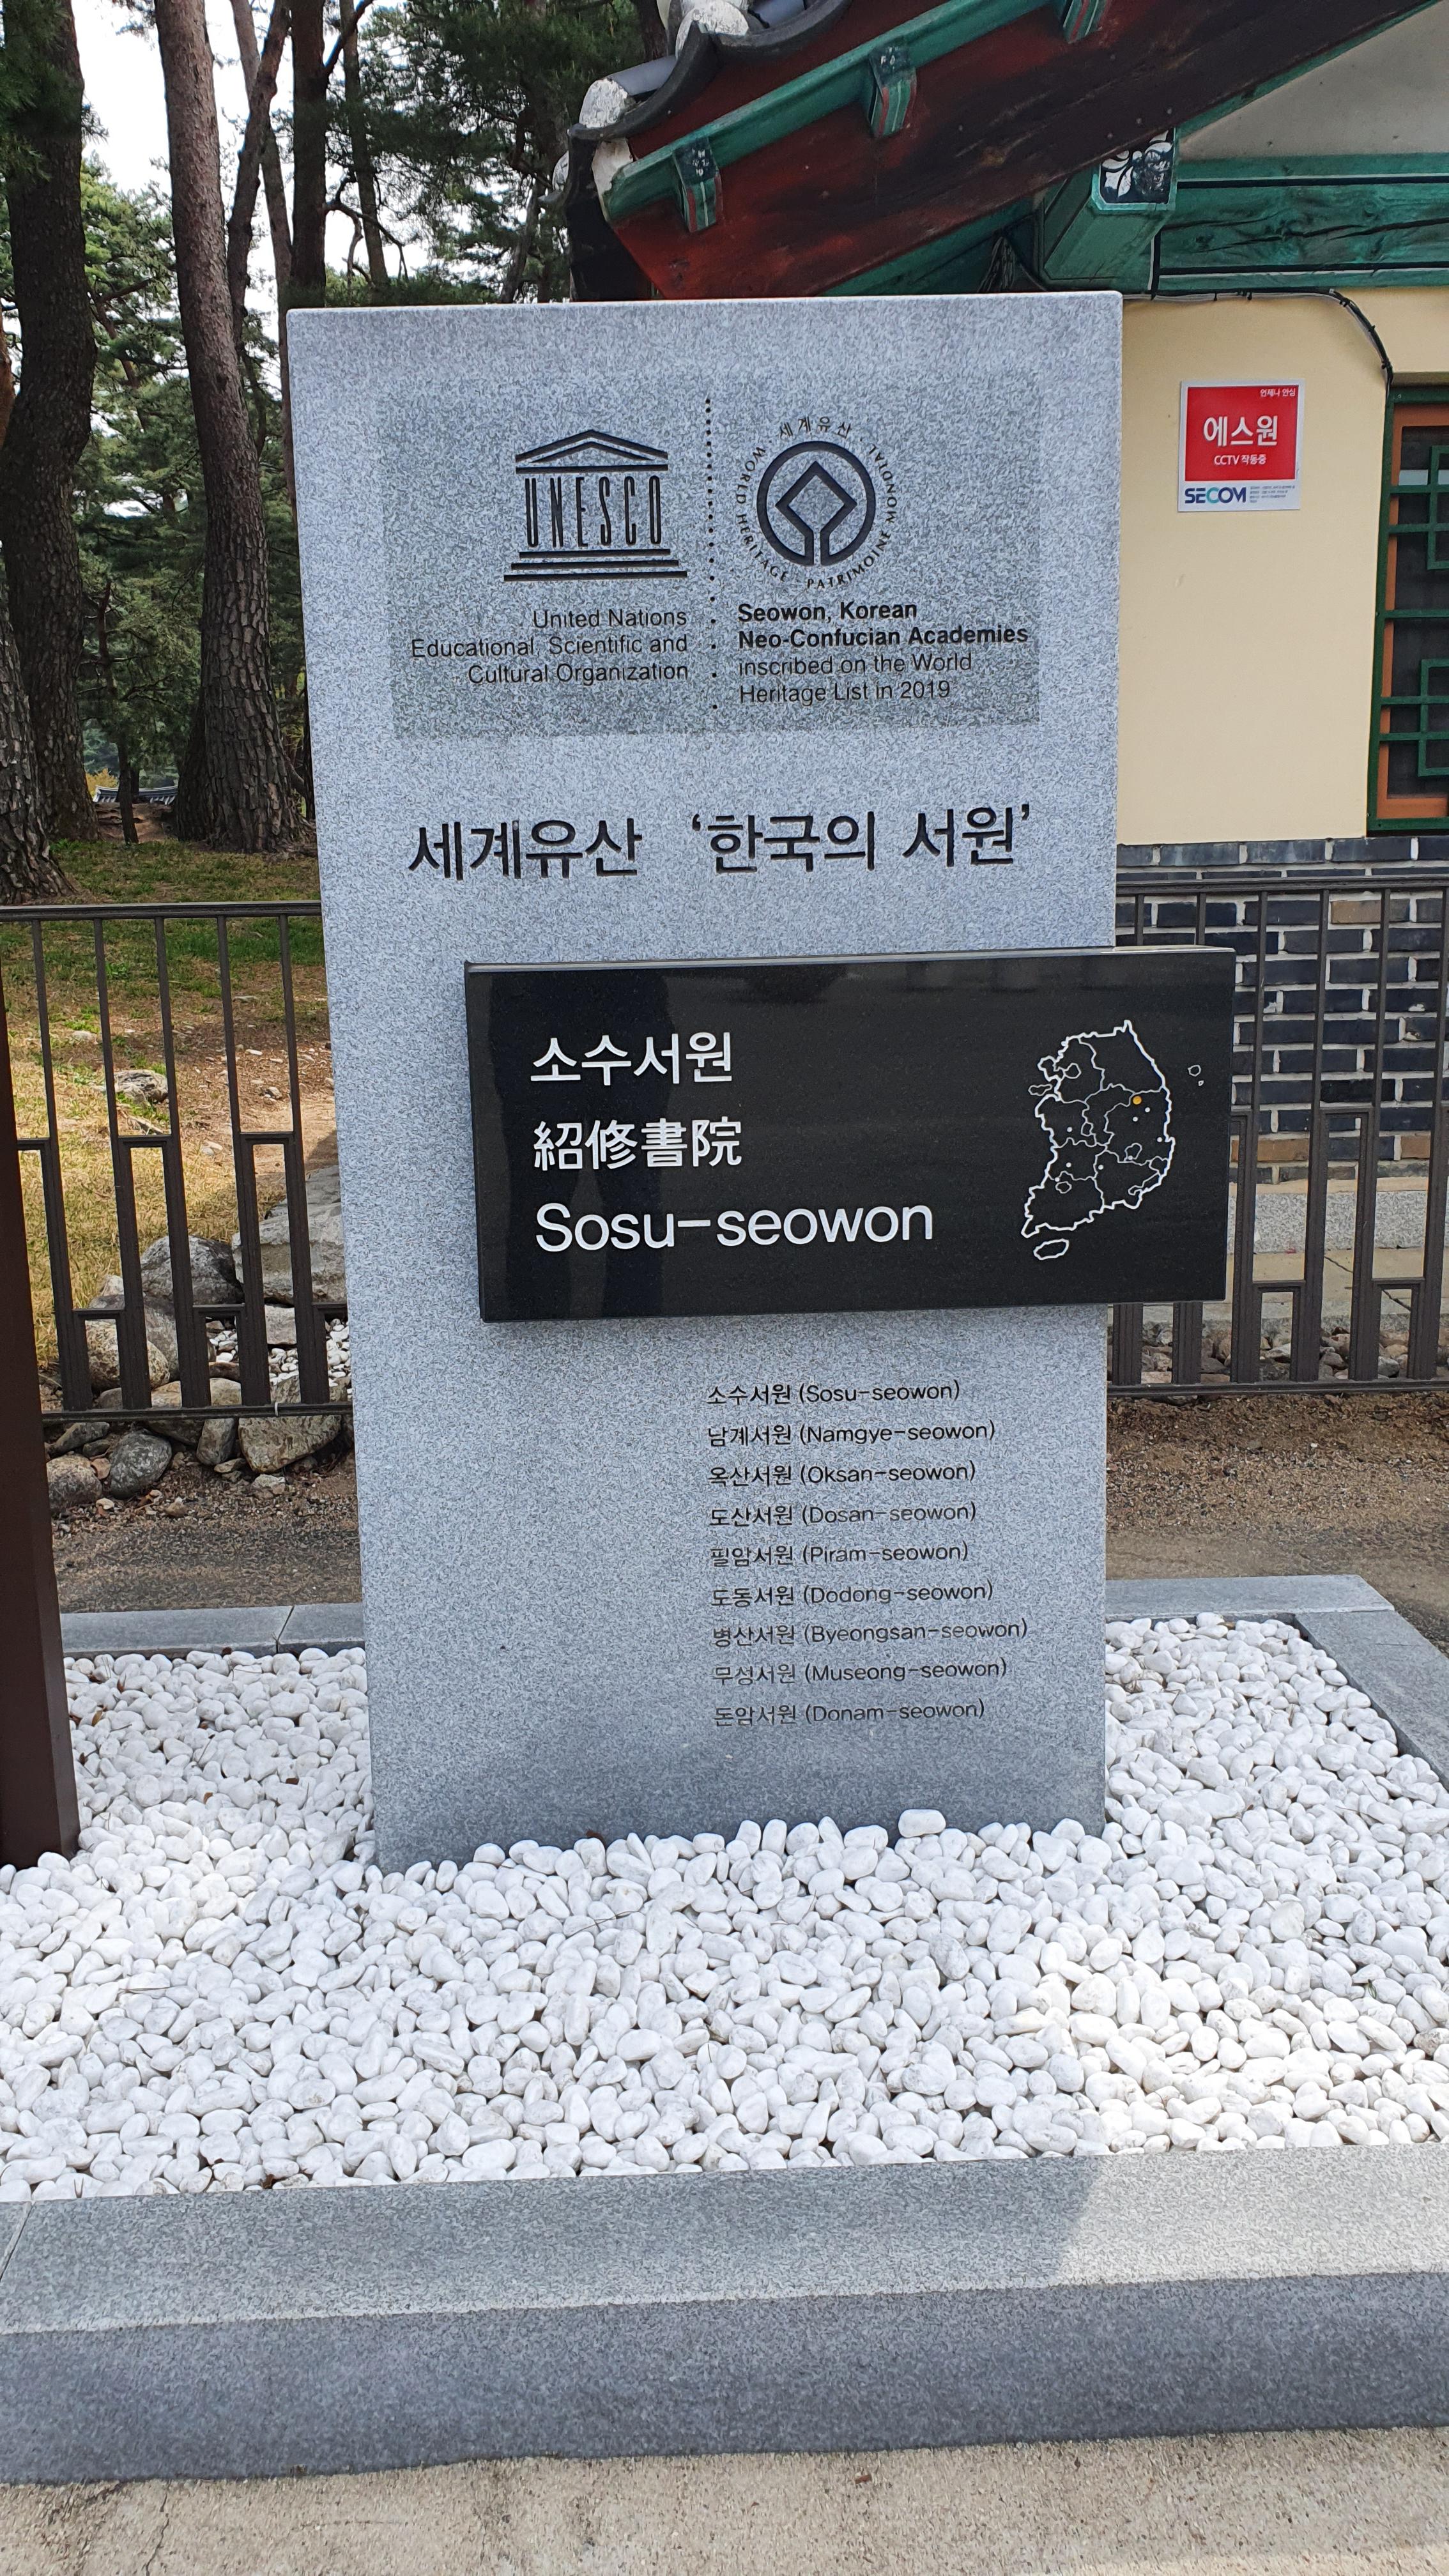 UNESCO
United Nations
Educational, Scientific and
Cultural Organization
· 세계유산 · WORLD HERITAGE · PATRIMOINE MONDIAL
Seowon, Korean
Neo-Confucian Academies
inscribed on the World
Heritage List in 2019
언제나 안심
에스원
CCTV 작동중
SECOM
세계유산 ‘한국의 서원’
소수서원
紹修書院
Sosu-seowon
소수서원 (Sosu-seowon)
남계서원 (Namgye-seowon)
옥산서원 (Oksan-seowon)
도산서원 (Dosan-seowon)
필암서원 (Piram-seowon)
도동서원 (Dodong-seowon)
병산서원 (Byeongsan-seowon)
무성서원 (Museong-seowon)
돈암서원 (Donam-seowon)